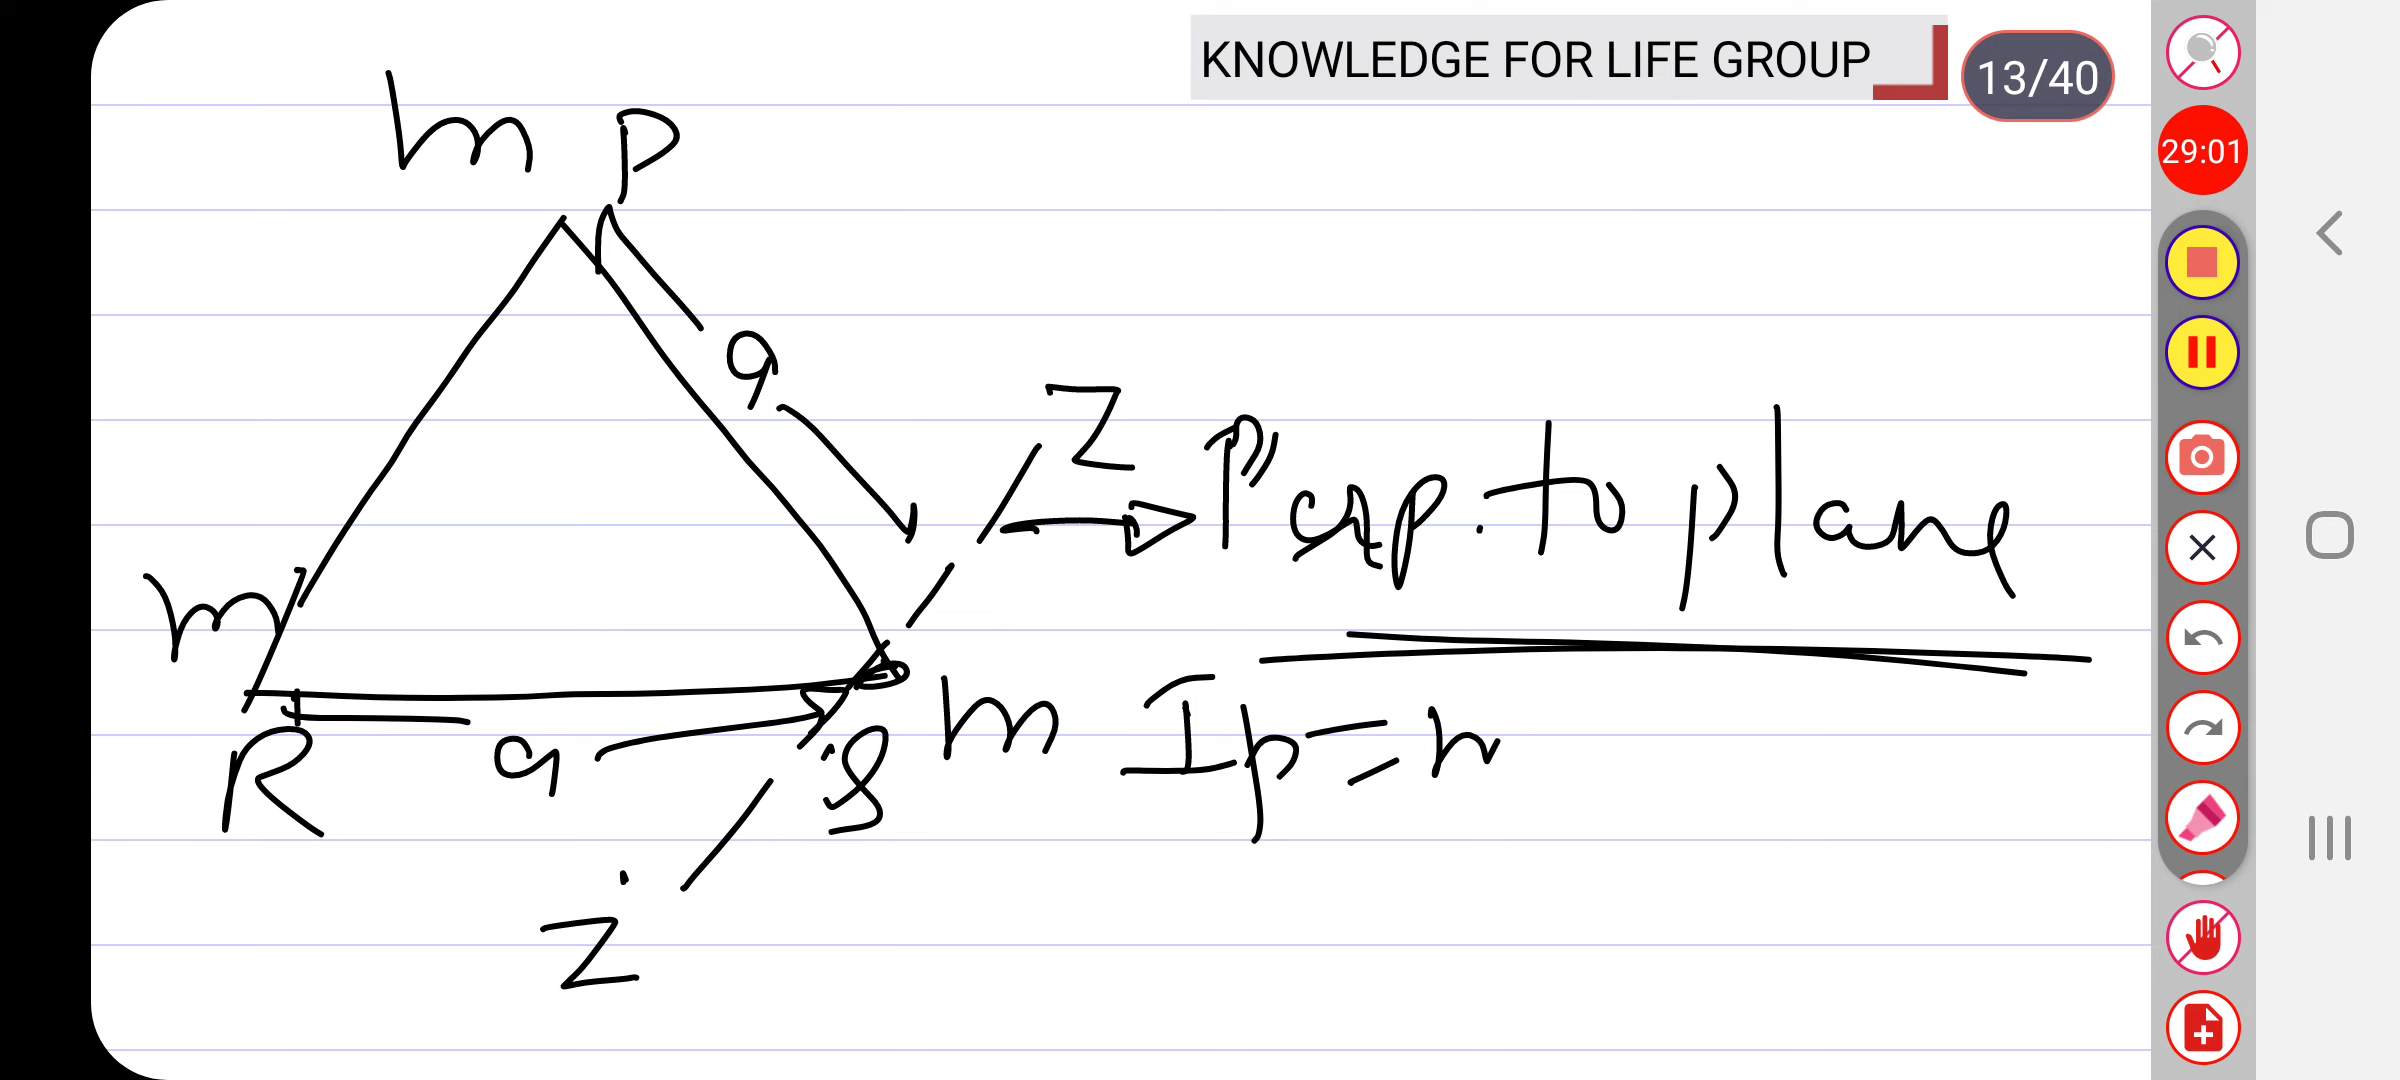 KNOWLEDGE FOR LIFE GROUP
13/40
29:01
m P
a
Z
Perp. to plane
m
R a S m Ip = m
Z